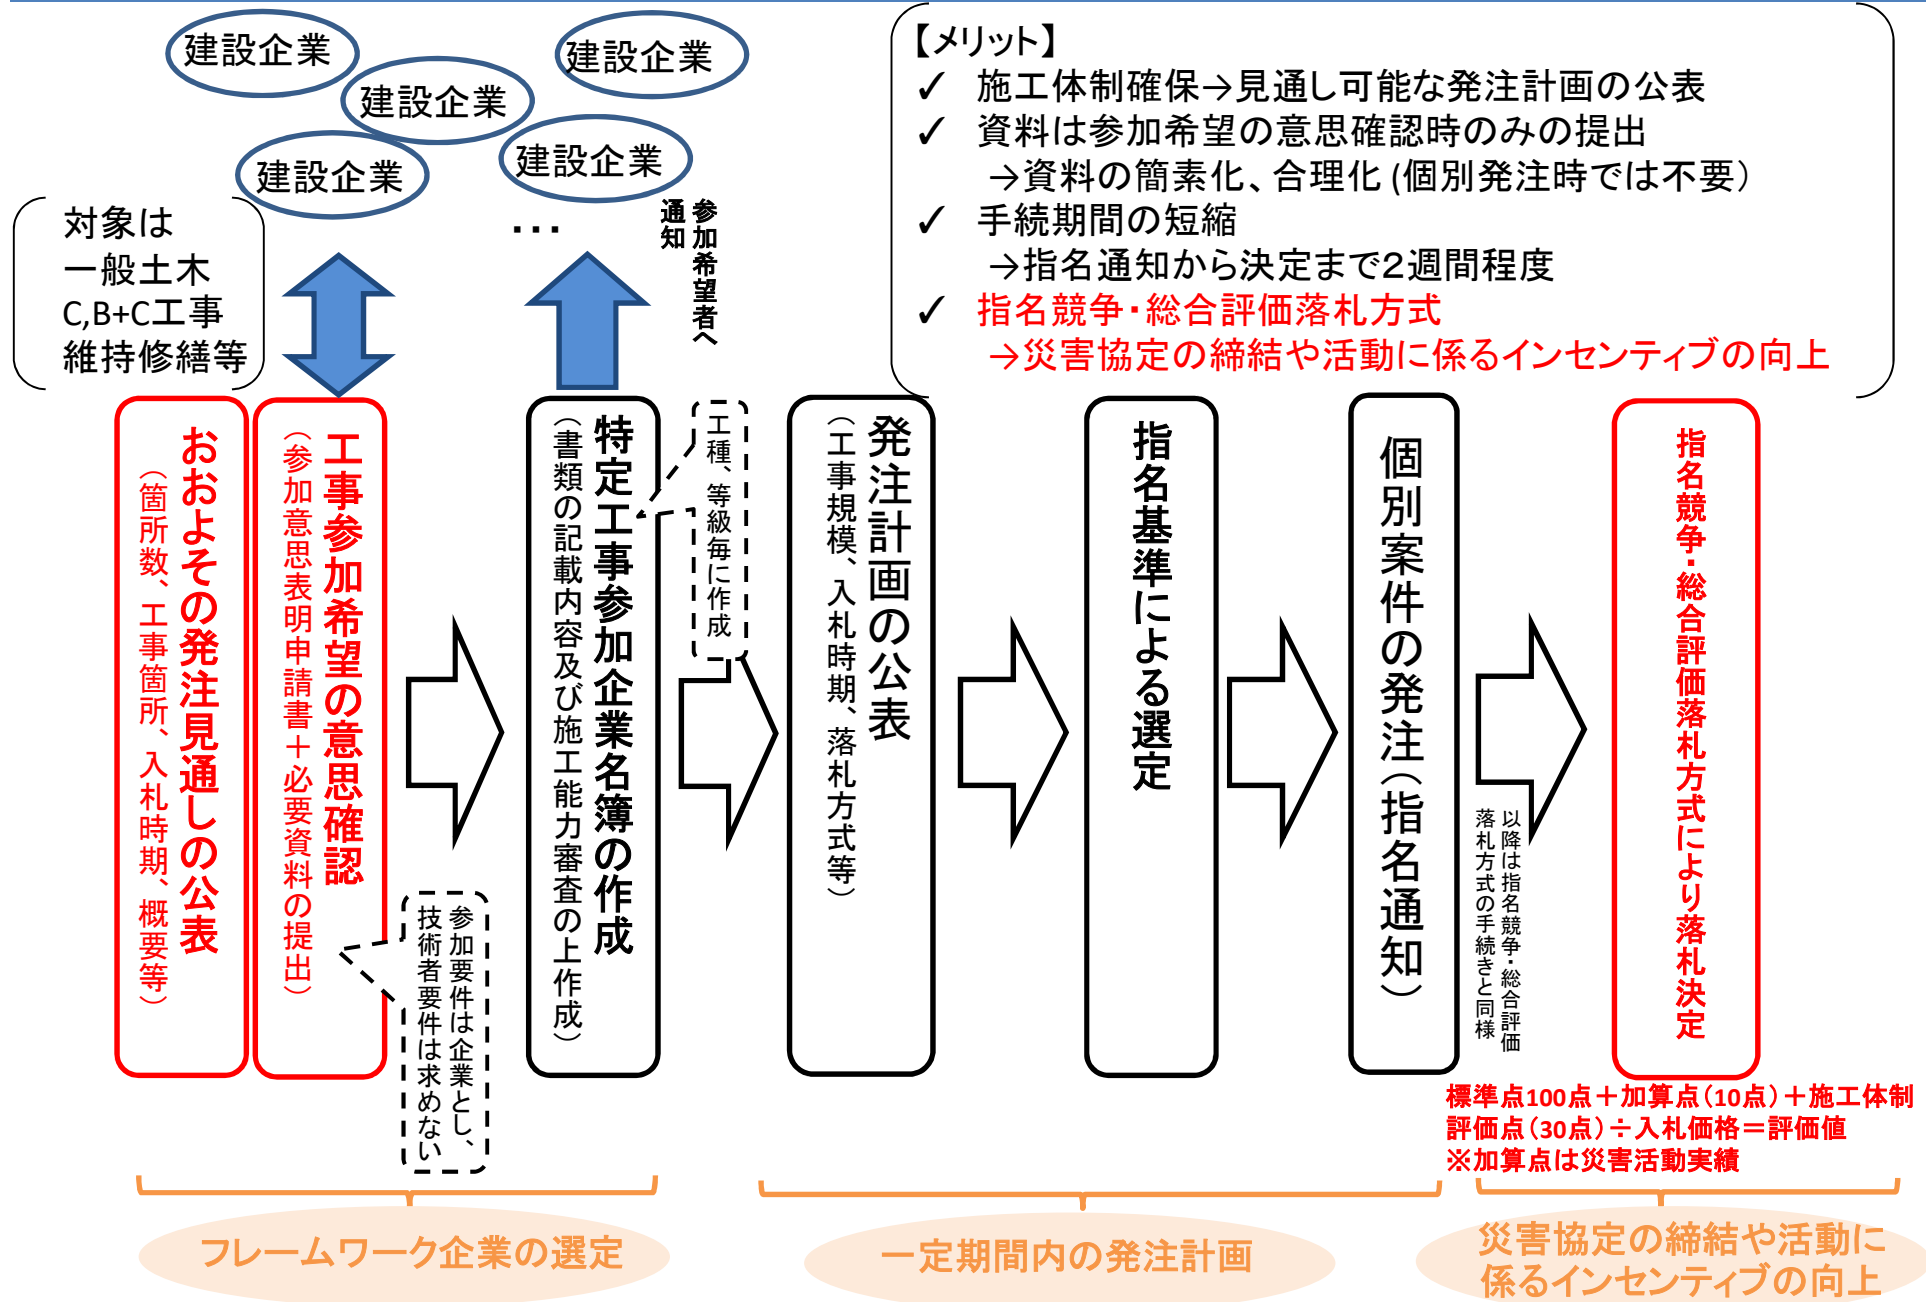 建設企業
建設企業
建設企業
建設企業
建設企業
・・・
対象は
一般土木
C,B+C工事
維持修繕等
参加希望者へ
通知
【メリット】
✓ 施工体制確保→見通し可能な発注計画の公表
✓ 資料は参加希望の意思確認時のみの提出
→資料の簡素化、合理化(個別発注時では不要）
✓ 手続期間の短縮
→指名通知から決定まで２週間程度
✓ 指名競争・総合評価落札方式
→災害協定の締結や活動に係るインセンティブの向上
おおよその発注見通しの公表
（箇所数、工事箇所、入札時期、概要等）
工事参加希望の意思確認
（参加意思表明申請書＋必要資料の提出）
参加要件は企業とし、
技術者要件は求めない
特定工事参加企業名簿の作成
（書類の記載内容及び施工能力審査の上作成）
工種、等級毎に作成
発注計画の公表
（工事規模、入札時期、落札方式等）
指名基準による選定
個別案件の発注（指名通知）
以降は指名競争・総合評価
落札方式の手続きと同様
指名競争・総合評価落札方式により落札決定
標準点100点＋加算点（10点）＋施工体制
評価点（30点）÷入札価格＝評価値
※加算点は災害活動実績
フレームワーク企業の選定
一定期間内の発注計画
災害協定の締結や活動に
係るインセンティブの向上